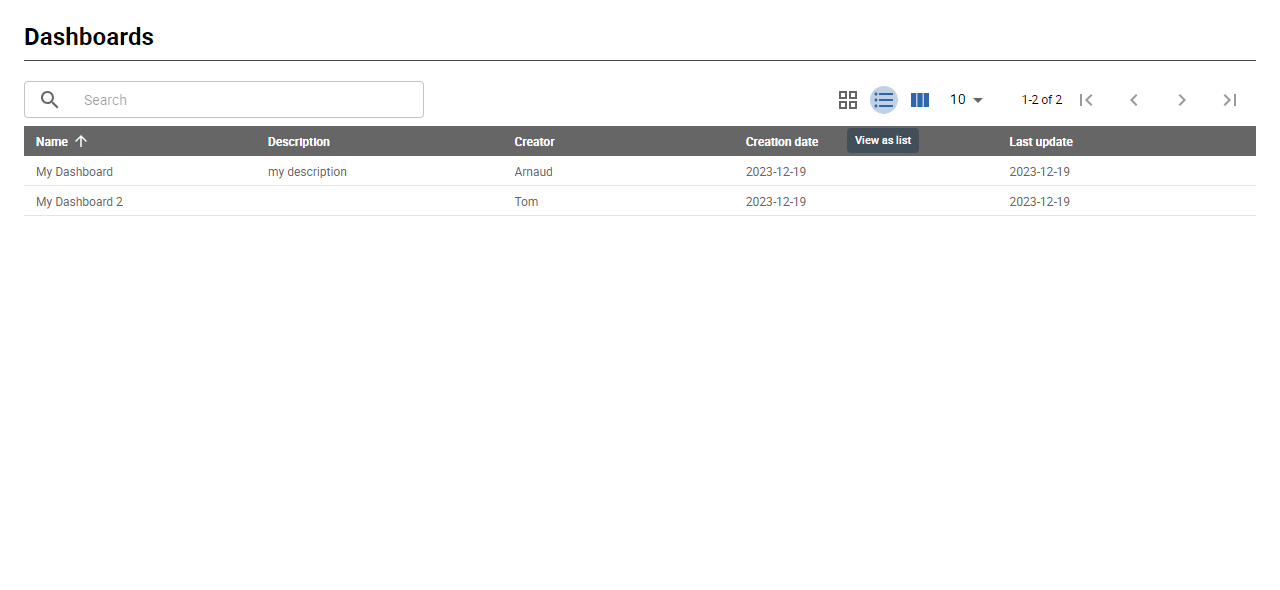 Dashboards
Search 10 1-2 of 2
View as list
Name Description Creator Creation date Last update
My Dashboard my description Arnaud 2023-12-19 2023-12-19
My Dashboard 2 Tom 2023-12-19 2023-12-19